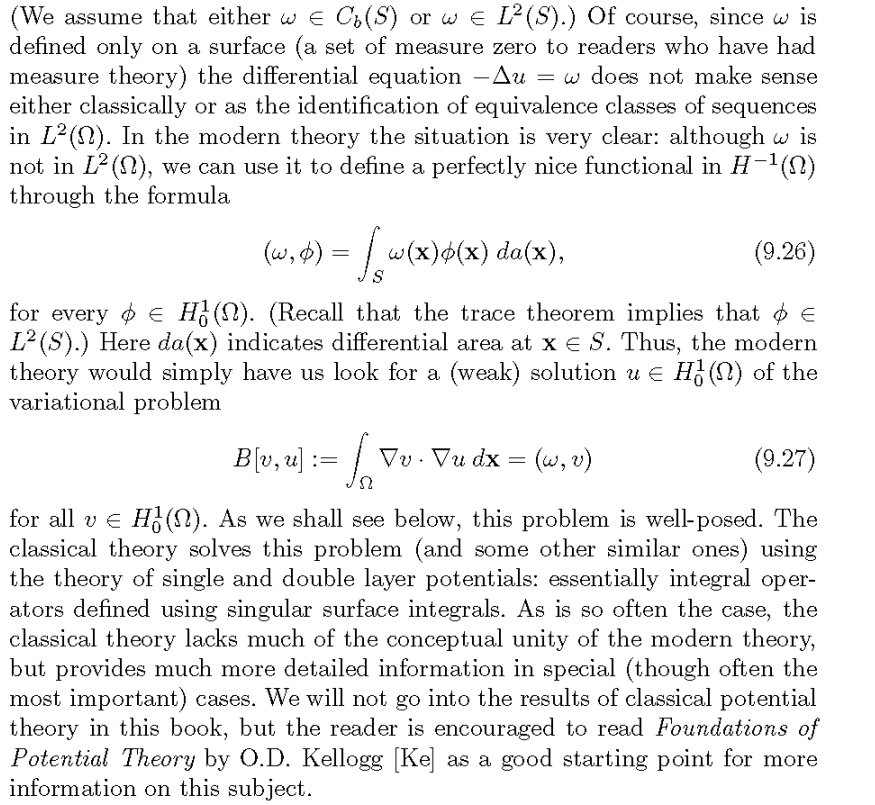 (We assume that either ω ∈ C_b(S) or ω ∈ L²(S).) Of course, since ω is
defined only on a surface (a set of measure zero to readers who have had
measure theory) the differential equation −Δu = ω does not make sense
either classically or as the identification of equivalence classes of sequences
in L²(Ω). In the modern theory the situation is very clear: although ω is
not in L²(Ω), we can use it to define a perfectly nice functional in H⁻¹(Ω)
through the formula
(ω, ϕ) = ∫_S ω(x)ϕ(x) da(x), (9.26)
for every ϕ ∈ H₀¹(Ω). (Recall that the trace theorem implies that ϕ ∈
L²(S).) Here da(x) indicates differential area at x ∈ S. Thus, the modern
theory would simply have us look for a (weak) solution u ∈ H₀¹(Ω) of the
variational problem
B[v, u] := ∫_Ω ∇v · ∇u dx = (ω, v) (9.27)
for all v ∈ H₀¹(Ω). As we shall see below, this problem is well-posed. The
classical theory solves this problem (and some other similar ones) using
the theory of single and double layer potentials: essentially integral oper-
ators defined using singular surface integrals. As is so often the case, the
classical theory lacks much of the conceptual unity of the modern theory,
but provides much more detailed information in special (though often the
most important) cases. We will not go into the results of classical potential
theory in this book, but the reader is encouraged to read Foundations of
Potential Theory by O.D. Kellogg [Ke] as a good starting point for more
information on this subject.